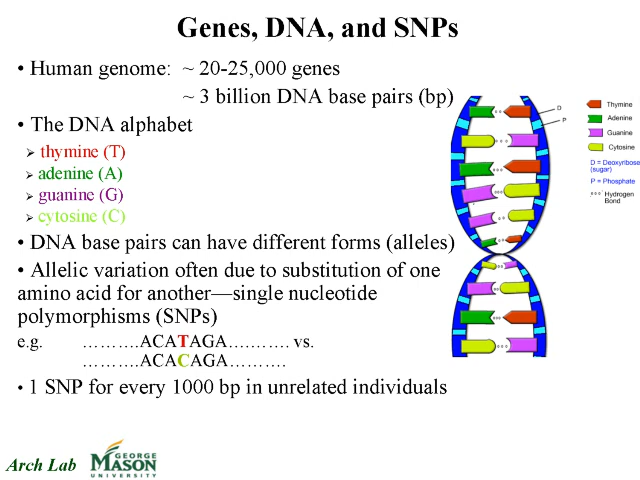 Genes, DNA, and SNPs
• Human genome: ~ 20-25,000 genes
~ 3 billion DNA base pairs (bp)
• The DNA alphabet
➢ thymine (T)
➢ adenine (A)
➢ guanine (G)
➢ cytosine (C)
• DNA base pairs can have different forms (alleles)
• Allelic variation often due to substitution of one
amino acid for another—single nucleotide
polymorphisms (SNPs)
e.g. ……….ACATAGA….…… vs.
……….ACACAGA……….
• 1 SNP for every 1000 bp in unrelated individuals
D
P
Thymine
Adenine
Guanine
Cytosine
D = Deoxyribose
(sugar)
P = Phosphate
Hydrogen
Bond
Arch Lab
GEORGE
MASON
UNIVERSITY